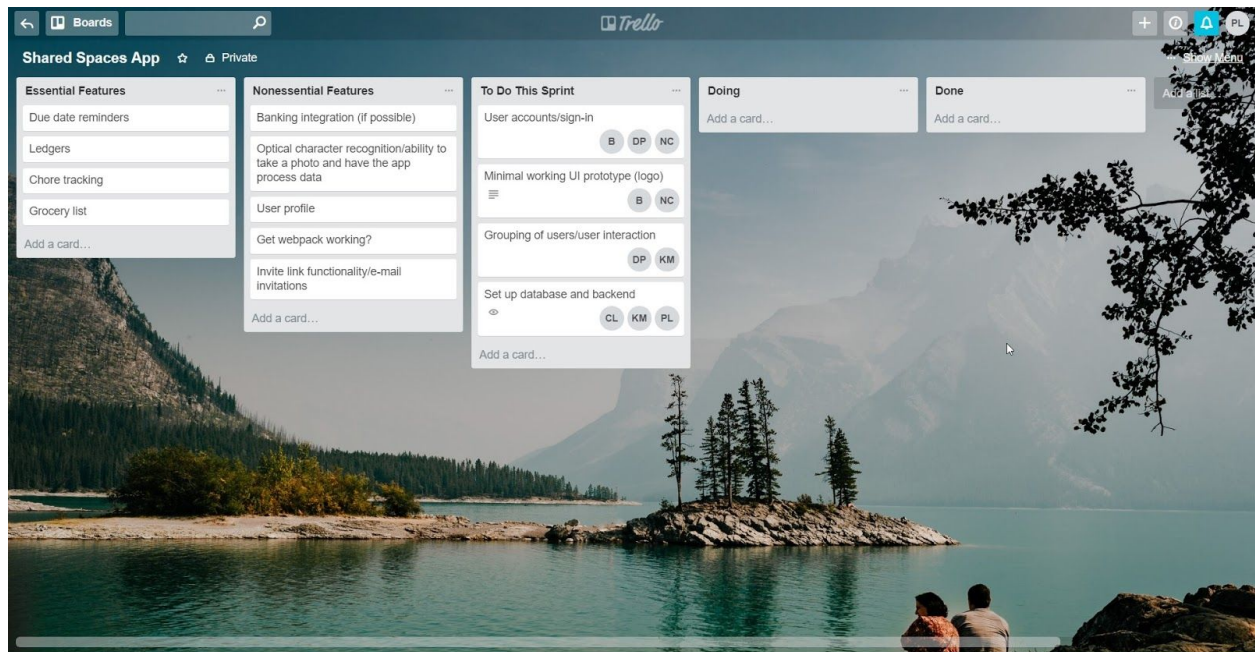 Boards
Trello
PL
Shared Spaces App
Private
... Show Menu
Essential Features
Due date reminders
Ledgers
Chore tracking
Grocery list
Add a card...
Nonessential Features
Banking integration (if possible)
Optical character recognition/ability to
take a photo and have the app
process data
User profile
Get webpack working?
Invite link functionality/e-mail
invitations
Add a card...
To Do This Sprint
User accounts/sign-in
B DP NC
Minimal working UI prototype (logo)
B NC
Grouping of users/user interaction
DP KM
Set up database and backend
CL KM PL
Add a card...
Doing
Add a card...
Done
Add a card...
Add a list...